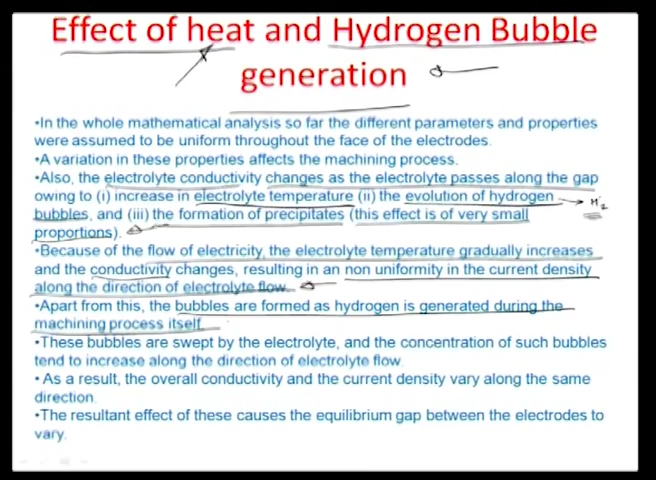 Effect of heat and Hydrogen Bubble
generation
•In the whole mathematical analysis so far the different parameters and properties
were assumed to be uniform throughout the face of the electrodes.
•A variation in these properties affects the machining process.
•Also, the electrolyte conductivity changes as the electrolyte passes along the gap
owing to (i) increase in electrolyte temperature (ii) the evolution of hydrogen
bubbles, and (iii) the formation of precipitates (this effect is of very small
proportions).
•Because of the flow of electricity, the electrolyte temperature gradually increases
and the conductivity changes, resulting in an non uniformity in the current density
along the direction of electrolyte flow.
•Apart from this, the bubbles are formed as hydrogen is generated during the
machining process itself.
•These bubbles are swept by the electrolyte, and the concentration of such bubbles
tend to increase along the direction of electrolyte flow.
• As a result, the overall conductivity and the current density vary along the same
direction.
•The resultant effect of these causes the equilibrium gap between the electrodes to
vary.